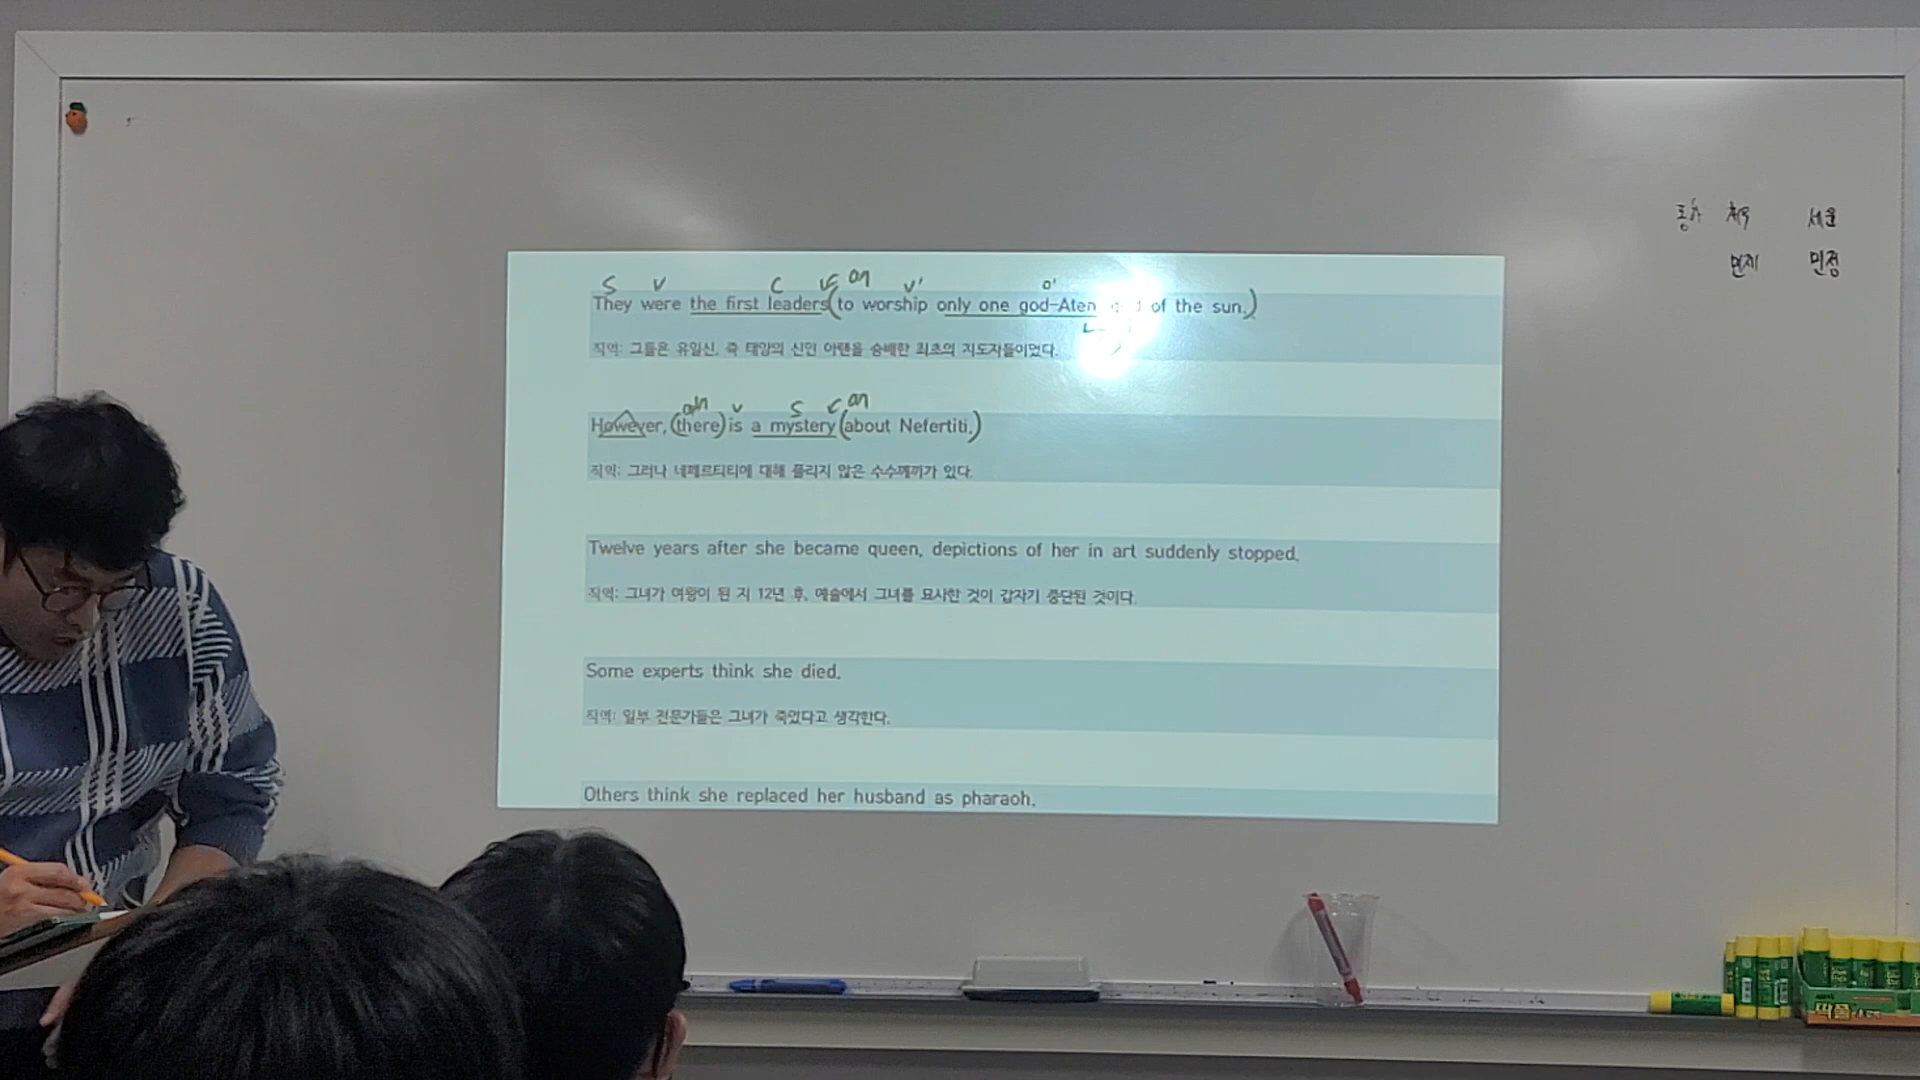 S V C on v' o'
They were the first leaders (to worship only one god-Aten, of the sun.)
직역: 그들은 유일신, 즉 태양의 신인 아텐을 숭배한 최초의 지도자들이었다.
v S on
However, (there) is a mystery (about Nefertiti.)
직역: 그러나 네페르티티에 대해 풀리지 않은 수수께끼가 있다.
Twelve years after she became queen, depictions of her in art suddenly stopped.
직역: 그녀가 여왕이 된 지 12년 후, 예술에서 그녀를 묘사한 것이 갑자기 중단된 것이다.
Some experts think she died.
직역: 일부 전문가들은 그녀가 죽었다고 생각한다.
Others think she replaced her husband as pharaoh.
세윤
민제 민정
딱풀